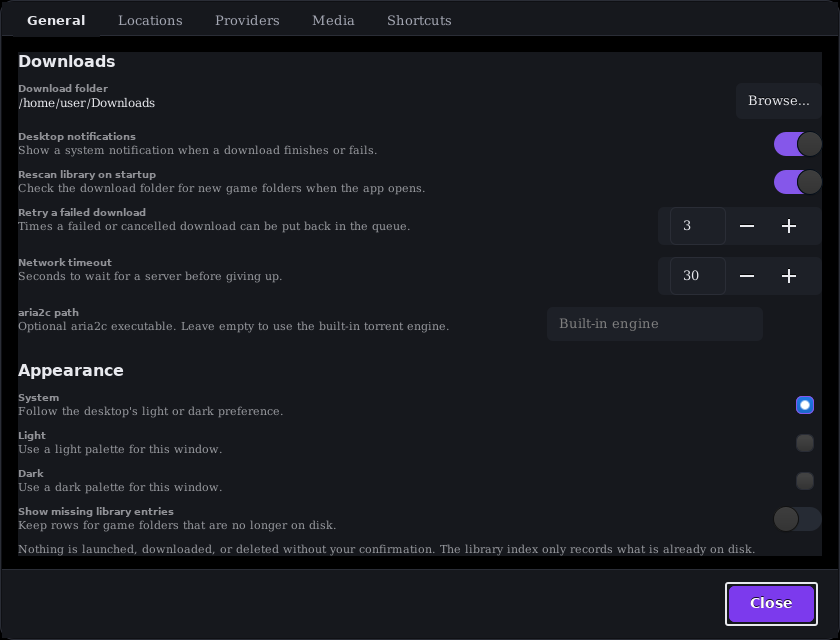 General Locations Providers Media Shortcuts
Downloads
Download folder
/home/user/Downloads
Browse...
Desktop notifications
Show a system notification when a download finishes or fails.
Rescan library on startup
Check the download folder for new game folders when the app opens.
Retry a failed download
Times a failed or cancelled download can be put back in the queue.
3 − +
Network timeout
Seconds to wait for a server before giving up.
30 − +
aria2c path
Optional aria2c executable. Leave empty to use the built-in torrent engine.
Built-in engine
Appearance
System
Follow the desktop's light or dark preference.
Light
Use a light palette for this window.
Dark
Use a dark palette for this window.
Show missing library entries
Keep rows for game folders that are no longer on disk.
Nothing is launched, downloaded, or deleted without your confirmation. The library index only records what is already on disk.
Close